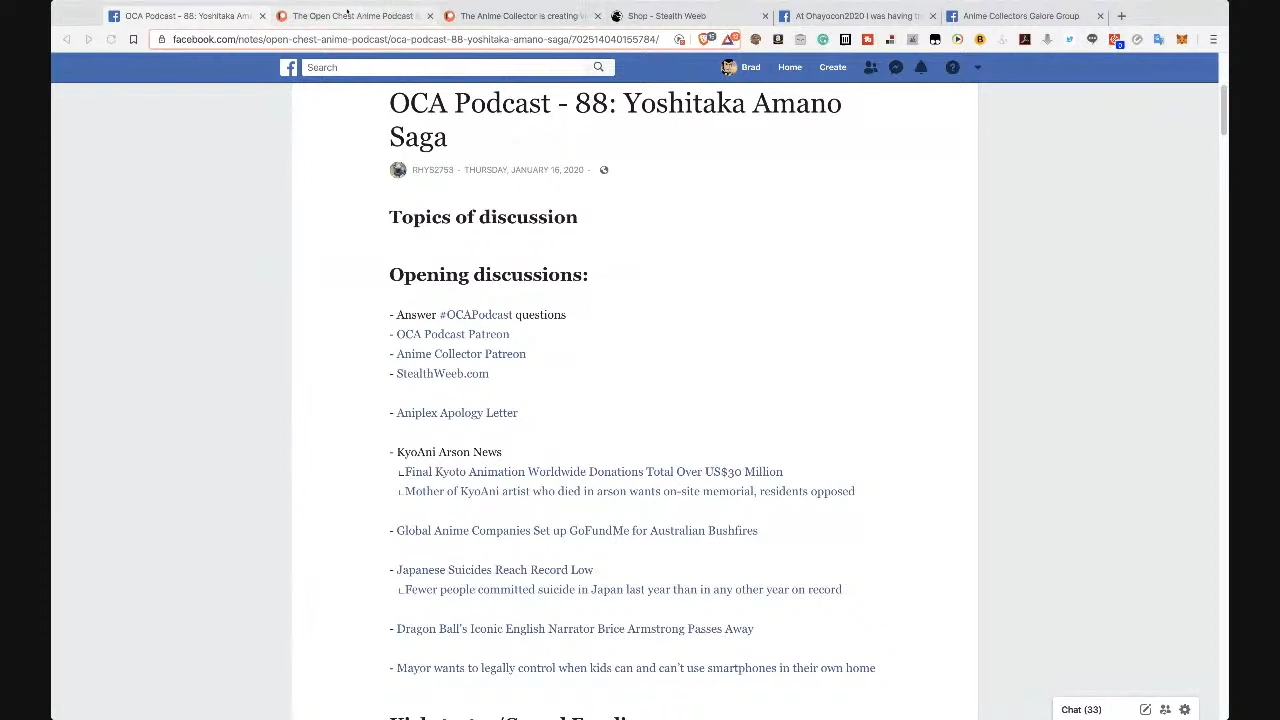 OCA Podcast - 88: Yoshitaka Am
The Open Chest Anime Podcast
The Anime Collector is creating
Shop - Stealth Weeb
At Ohayocon2020 I was having t
Anime Collectors Galore Group
facebook.com/notes/open-chest-anime-podcast/oca-podcast-88-yoshitaka-amano-saga/702514040155784/
Search
Brad
Home
Create
OCA Podcast - 88: Yoshitaka Amano
Saga
RHYS2753 - THURSDAY, JANUARY 16, 2020 -
Topics of discussion
Opening discussions:
- Answer #OCAPodcast questions
- OCA Podcast Patreon
- Anime Collector Patreon
- StealthWeeb.com
- Aniplex Apology Letter
- KyoAni Arson News
∟Final Kyoto Animation Worldwide Donations Total Over US$30 Million
∟Mother of KyoAni artist who died in arson wants on-site memorial, residents opposed
- Global Anime Companies Set up GoFundMe for Australian Bushfires
- Japanese Suicides Reach Record Low
∟Fewer people committed suicide in Japan last year than in any other year on record
- Dragon Ball's Iconic English Narrator Brice Armstrong Passes Away
- Mayor wants to legally control when kids can and can't use smartphones in their own home
Chat (33)